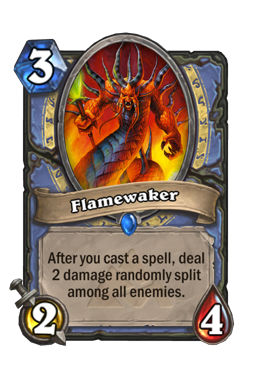 3
Flamewaker
After you cast a spell, deal
2 damage randomly split
among all enemies.
2
4